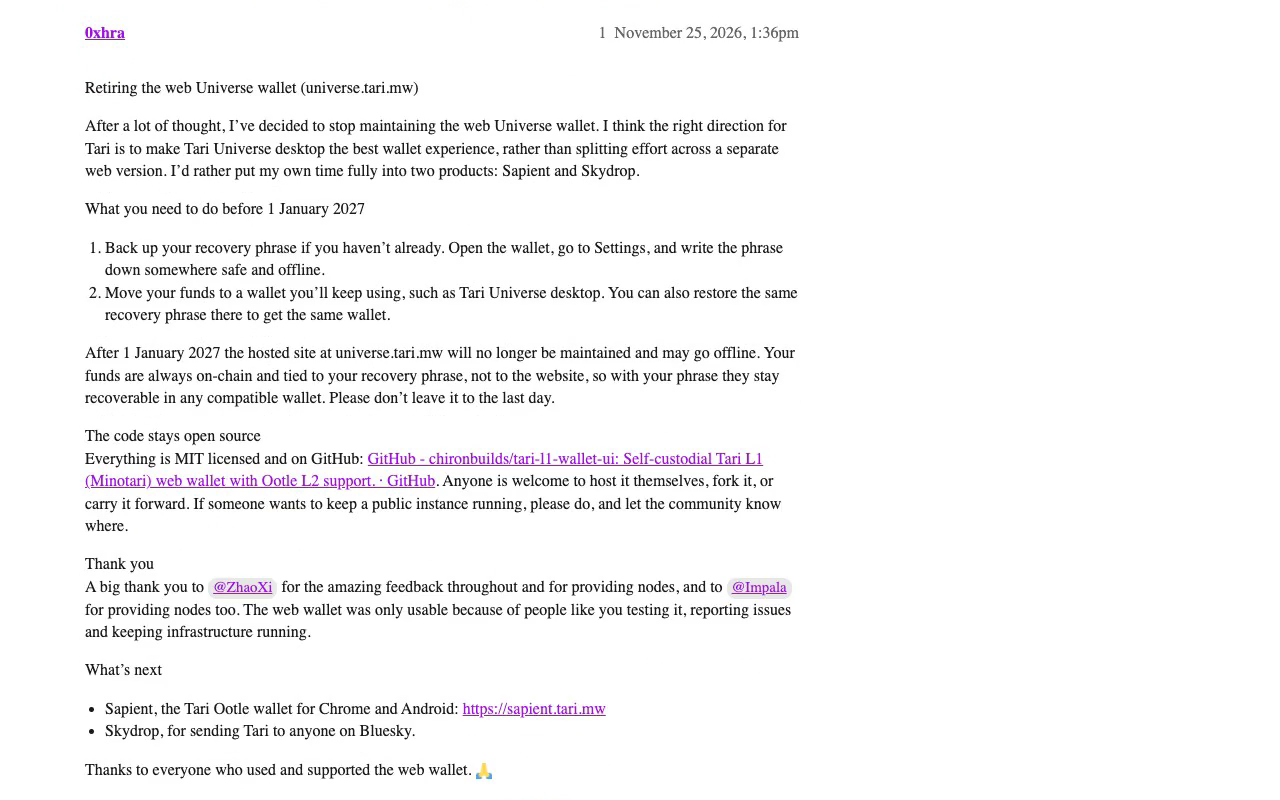 0xhra
1 November 25, 2026, 1:36pm
Retiring the web Universe wallet (universe.tari.mw)
After a lot of thought, I’ve decided to stop maintaining the web Universe wallet. I think the right direction for
Tari is to make Tari Universe desktop the best wallet experience, rather than splitting effort across a separate
web version. I’d rather put my own time fully into two products: Sapient and Skydrop.
What you need to do before 1 January 2027
1. Back up your recovery phrase if you haven’t already. Open the wallet, go to Settings, and write the phrase
down somewhere safe and offline.
2. Move your funds to a wallet you’ll keep using, such as Tari Universe desktop. You can also restore the same
recovery phrase there to get the same wallet.
After 1 January 2027 the hosted site at universe.tari.mw will no longer be maintained and may go offline. Your
funds are always on-chain and tied to your recovery phrase, not to the website, so with your phrase they stay
recoverable in any compatible wallet. Please don’t leave it to the last day.
The code stays open source
Everything is MIT licensed and on GitHub: GitHub - chironbuilds/tari-l1-wallet-ui: Self-custodial Tari L1
(Minotari) web wallet with Ootle L2 support. · GitHub. Anyone is welcome to host it themselves, fork it, or
carry it forward. If someone wants to keep a public instance running, please do, and let the community know
where.
Thank you
A big thank you to @ZhaoXi for the amazing feedback throughout and for providing nodes, and to @Impala
for providing nodes too. The web wallet was only usable because of people like you testing it, reporting issues
and keeping infrastructure running.
What’s next
• Sapient, the Tari Ootle wallet for Chrome and Android: https://sapient.tari.mw
• Skydrop, for sending Tari to anyone on Bluesky.
Thanks to everyone who used and supported the web wallet. 🙏